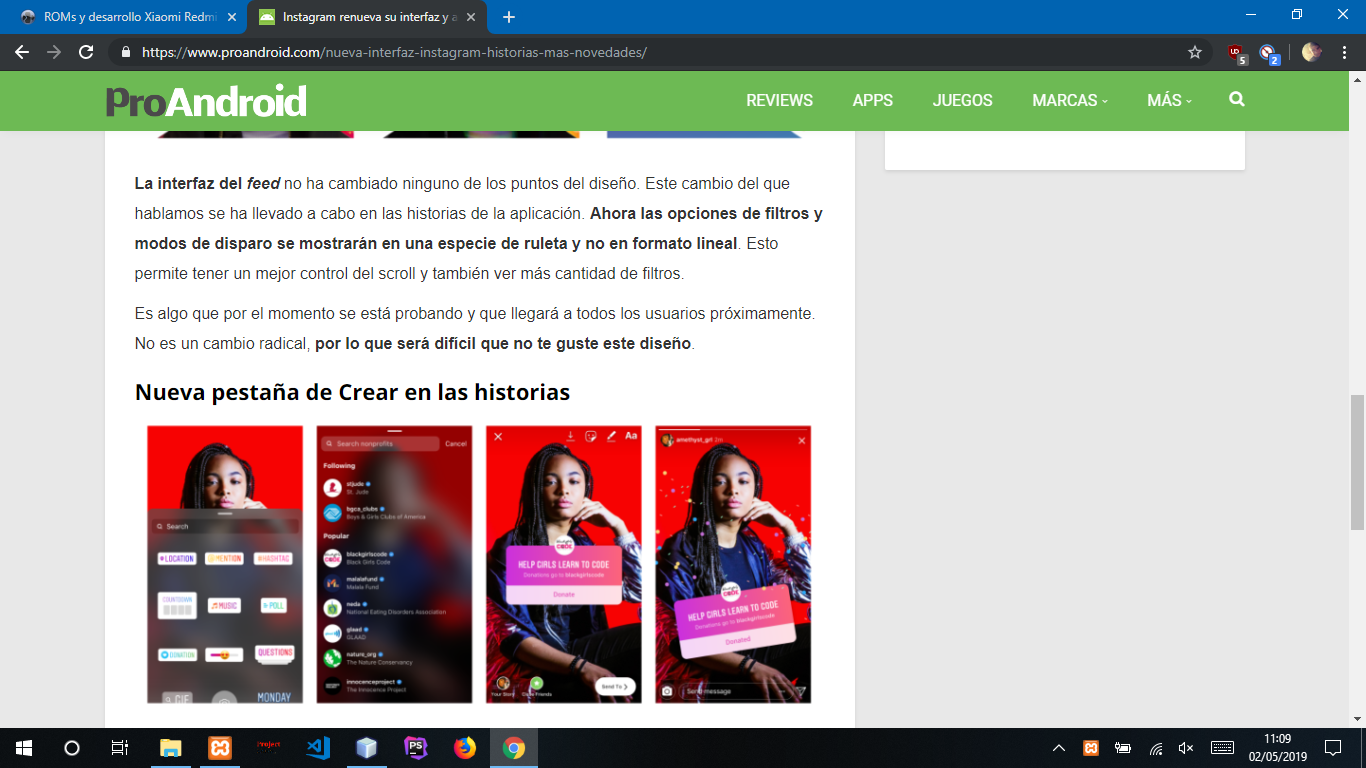 ROMs y desarrollo Xiaomi Redmi
Instagram renueva su interfaz y a
https://www.proandroid.com/nueva-interfaz-instagram-historias-mas-novedades/
5
2
ProAndroid
REVIEWS
APPS
JUEGOS
MARCAS
MÁS
La interfaz del feed no ha cambiado ninguno de los puntos del diseño. Este cambio del que
hablamos se ha llevado a cabo en las historias de la aplicación. Ahora las opciones de filtros y
modos de disparo se mostrarán en una especie de ruleta y no en formato lineal. Esto
permite tener un mejor control del scroll y también ver más cantidad de filtros.
Es algo que por el momento se está probando y que llegará a todos los usuarios próximamente.
No es un cambio radical, por lo que será difícil que no te guste este diseño.
Nueva pestaña de Crear en las historias
Search
LOCATION
@MENTION
#HASHTAG
COUNTDOWN
MUSIC
POLL
DONATION
QUESTIONS
GIF
MONDAY
Search nonprofits
Cancel
Following
stjude
St. Jude
bgca_clubs
Boys & Girls Clubs of America
Popular
blackgirlscode
Black Girls Code
malalafund
Malala Fund
neda
National Eating Disorders Association
glaad
GLAAD
nature_org
The Nature Conservancy
innocenceproject
The Innocence Project
Aa
CODE
HELP GIRLS LEARN TO CODE
Donations go to blackgirlscode
Donate
Your Story
Close Friends
Send To
amethyst_grl 2m
CODE
HELP GIRLS LEARN TO CODE
Donations go to blackgirlscode
Donated
Send message
Project
PS
11:09
02/05/2019